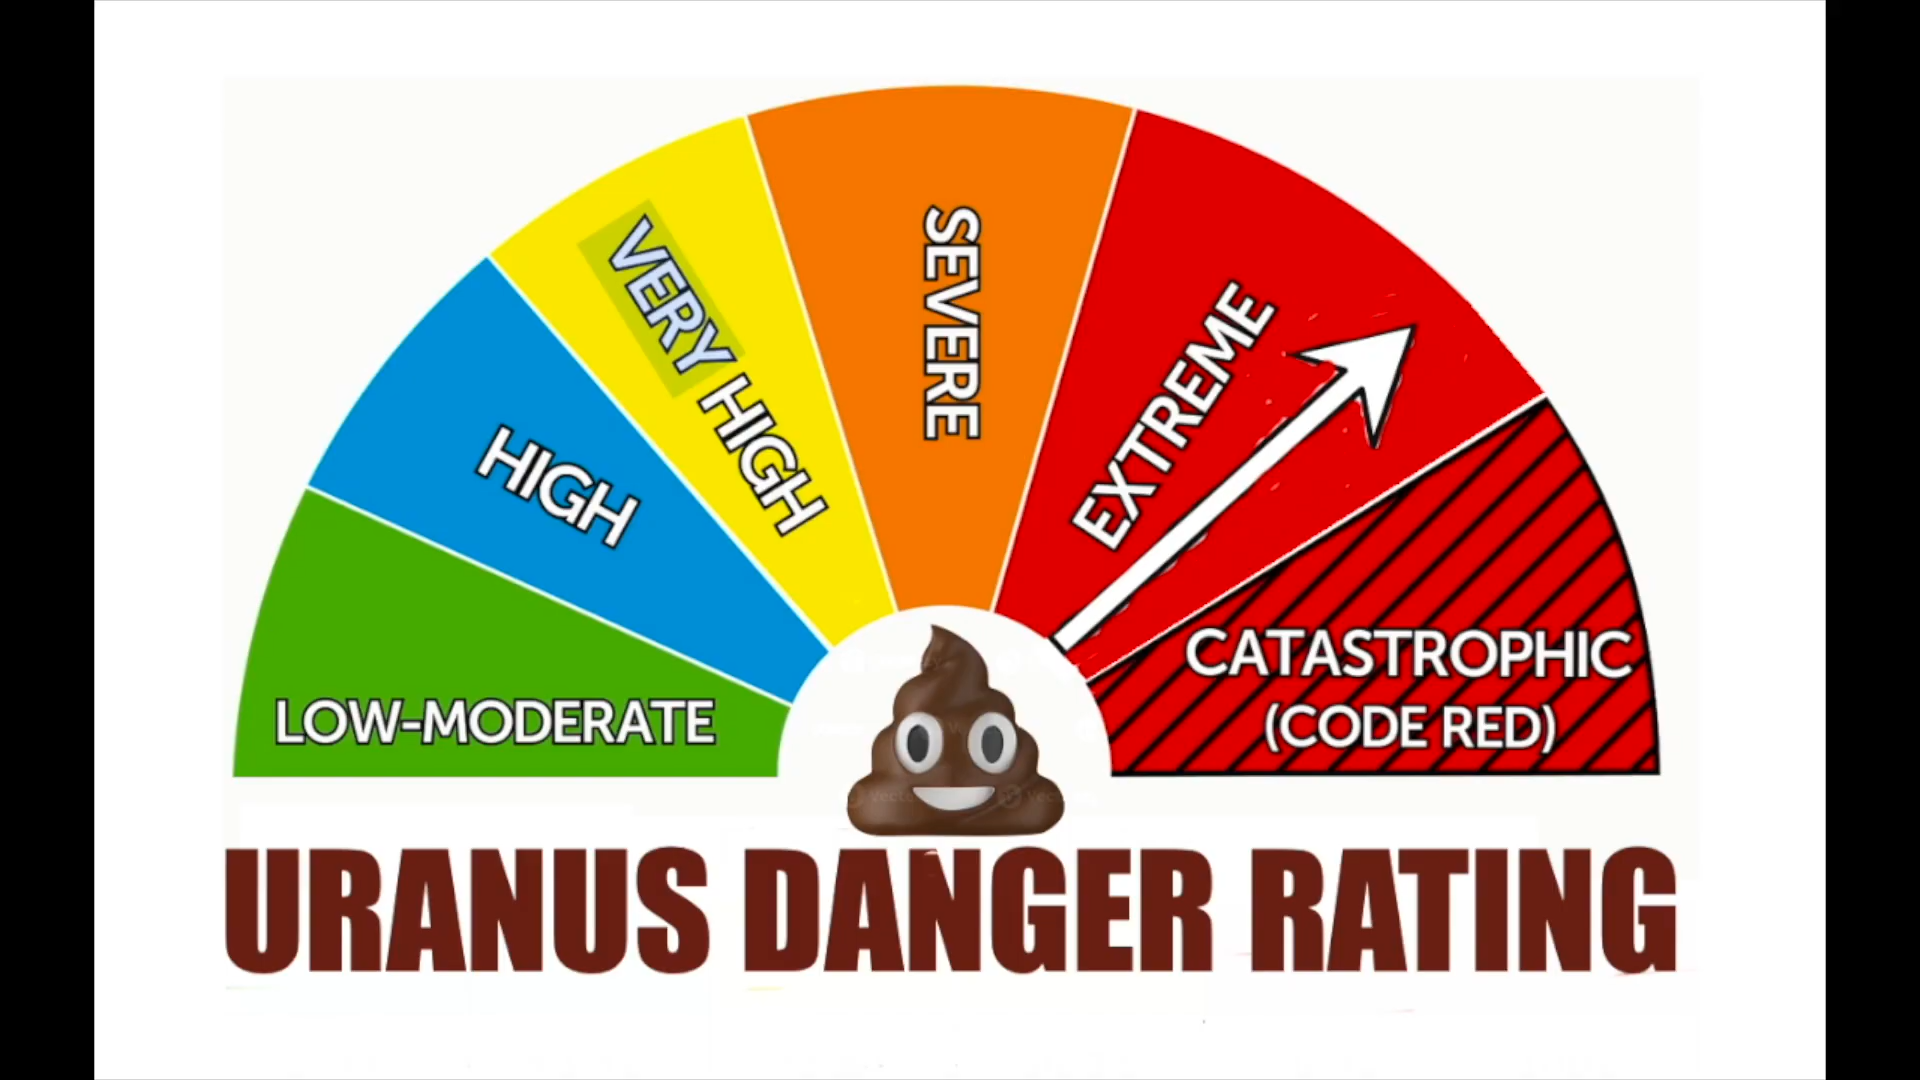 LOW-MODERATE
HIGH
VERY HIGH
SEVERE
EXTREME
CATASTROPHIC
(CODE RED)
URANUS DANGER RATING